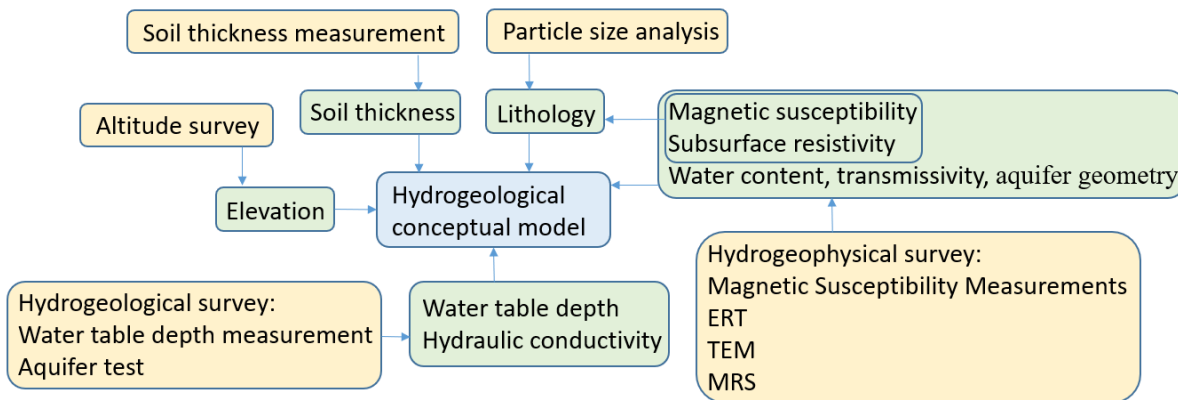 Soil thickness measurement
Particle size analysis
Altitude survey
Soil thickness
Lithology
Magnetic susceptibility
Subsurface resistivity
Water content, transmissivity, aquifer geometry
Elevation
Hydrogeological
conceptual model
Hydrogeological survey:
Water table depth measurement
Aquifer test
Water table depth
Hydraulic conductivity
Hydrogeophysical survey:
Magnetic Susceptibility Measurements
ERT
TEM
MRS